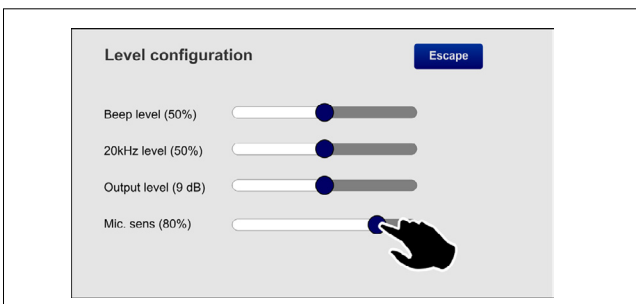 Level configuration
Escape
Beep level (50%)
20kHz level (50%)
Output level (9 dB)
Mic. sens (80%)